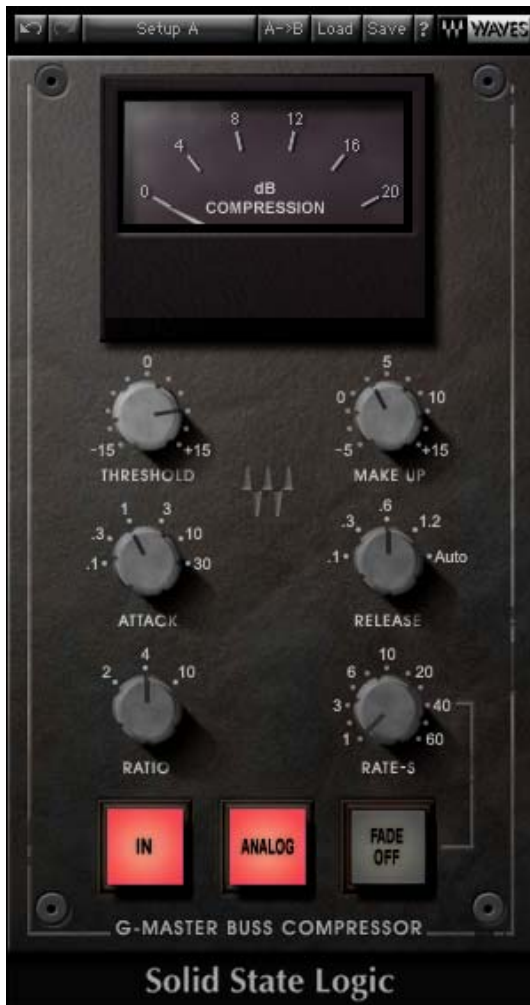 Setup A A->B Load Save ? WAVES
8 12
4 16
0 20
dB
COMPRESSION
0 5
0 10
-15 +15 -5 +15
THRESHOLD MAKE UP
1 3 .3 .6 1.2
.3 10
.1 30 .1 Auto
ATTACK RELEASE
4 10
2 10 6 20
3 40
1 60
RATIO RATE-S
IN ANALOG FADE OFF
G-MASTER BUSS COMPRESSOR
Solid State Logic